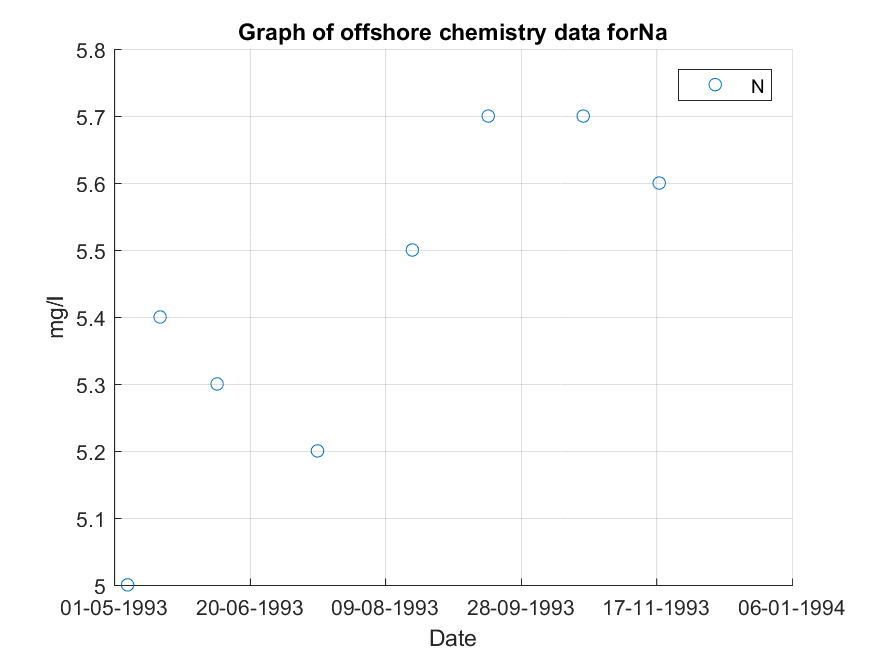 Graph of offshore chemistry data forNa
N
5.8
5.7
5.6
5.5
5.4
5.3
5.2
5.1
5
mg/l
01-05-1993 20-06-1993 09-08-1993 28-09-1993 17-11-1993 06-01-1994
Date